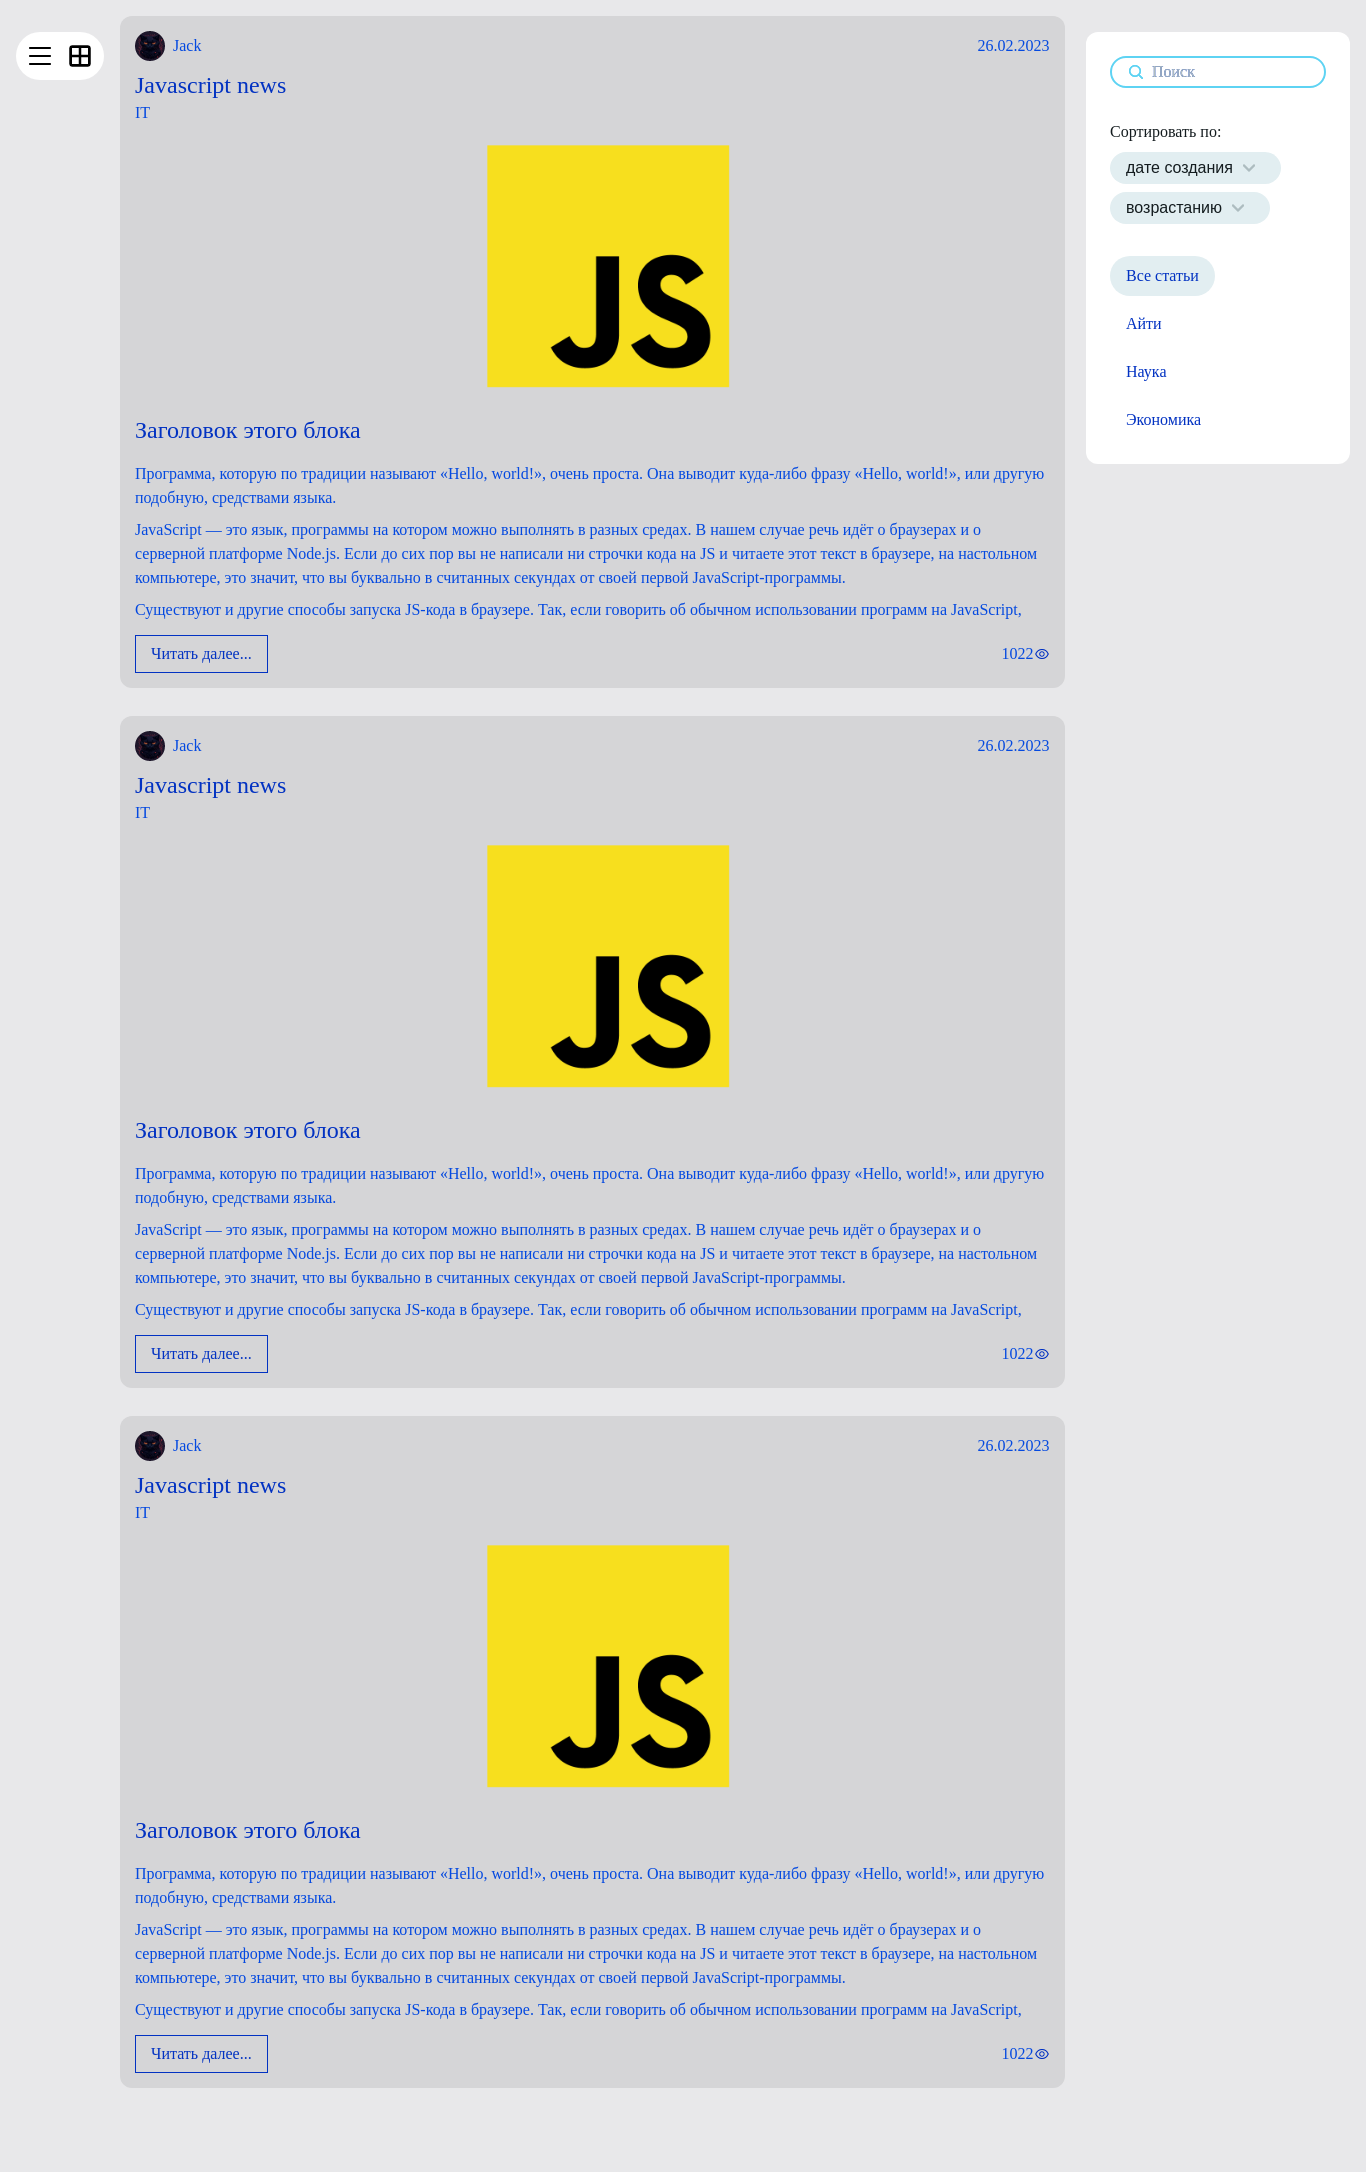 Jack
26.02.2023
Javascript news
IT
JS
Заголовок этого блока
Программа, которую по традиции называют «Hello, world!», очень проста. Она выводит куда-либо фразу «Hello, world!», или другую
подобную, средствами языка.
JavaScript — это язык, программы на котором можно выполнять в разных средах. В нашем случае речь идёт о браузерах и о
серверной платформе Node.js. Если до сих пор вы не написали ни строчки кода на JS и читаете этот текст в браузере, на настольном
компьютере, это значит, что вы буквально в считанных секундах от своей первой JavaScript-программы.
Существуют и другие способы запуска JS-кода в браузере. Так, если говорить об обычном использовании программ на JavaScript,
Читать далее...
1022
Jack
26.02.2023
Javascript news
IT
JS
Заголовок этого блока
Программа, которую по традиции называют «Hello, world!», очень проста. Она выводит куда-либо фразу «Hello, world!», или другую
подобную, средствами языка.
JavaScript — это язык, программы на котором можно выполнять в разных средах. В нашем случае речь идёт о браузерах и о
серверной платформе Node.js. Если до сих пор вы не написали ни строчки кода на JS и читаете этот текст в браузере, на настольном
компьютере, это значит, что вы буквально в считанных секундах от своей первой JavaScript-программы.
Существуют и другие способы запуска JS-кода в браузере. Так, если говорить об обычном использовании программ на JavaScript,
Читать далее...
1022
Jack
26.02.2023
Javascript news
IT
JS
Заголовок этого блока
Программа, которую по традиции называют «Hello, world!», очень проста. Она выводит куда-либо фразу «Hello, world!», или другую
подобную, средствами языка.
JavaScript — это язык, программы на котором можно выполнять в разных средах. В нашем случае речь идёт о браузерах и о
серверной платформе Node.js. Если до сих пор вы не написали ни строчки кода на JS и читаете этот текст в браузере, на настольном
компьютере, это значит, что вы буквально в считанных секундах от своей первой JavaScript-программы.
Существуют и другие способы запуска JS-кода в браузере. Так, если говорить об обычном использовании программ на JavaScript,
Читать далее...
1022
Поиск
Сортировать по:
дате создания
возрастанию
Все статьи
Айти
Наука
Экономика